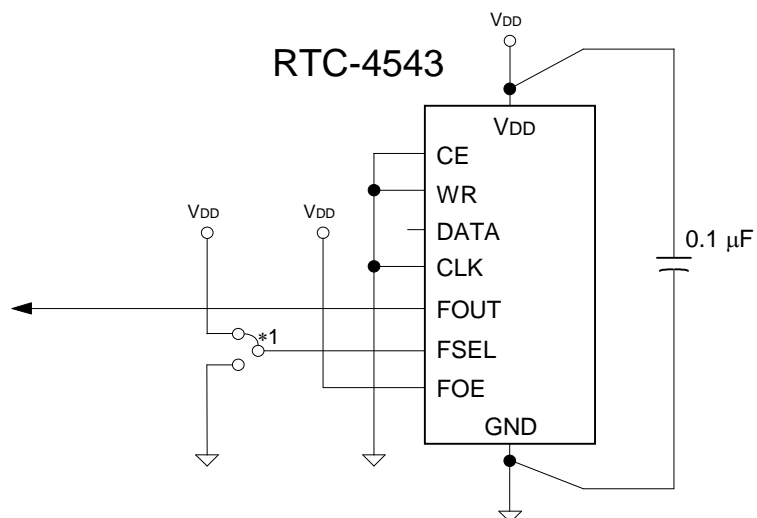 VDD
RTC-4543
VDD
CE
WR
VDD
VDD
DATA
0.1 μF
CLK
FOUT
*1
FSEL
FOE
GND